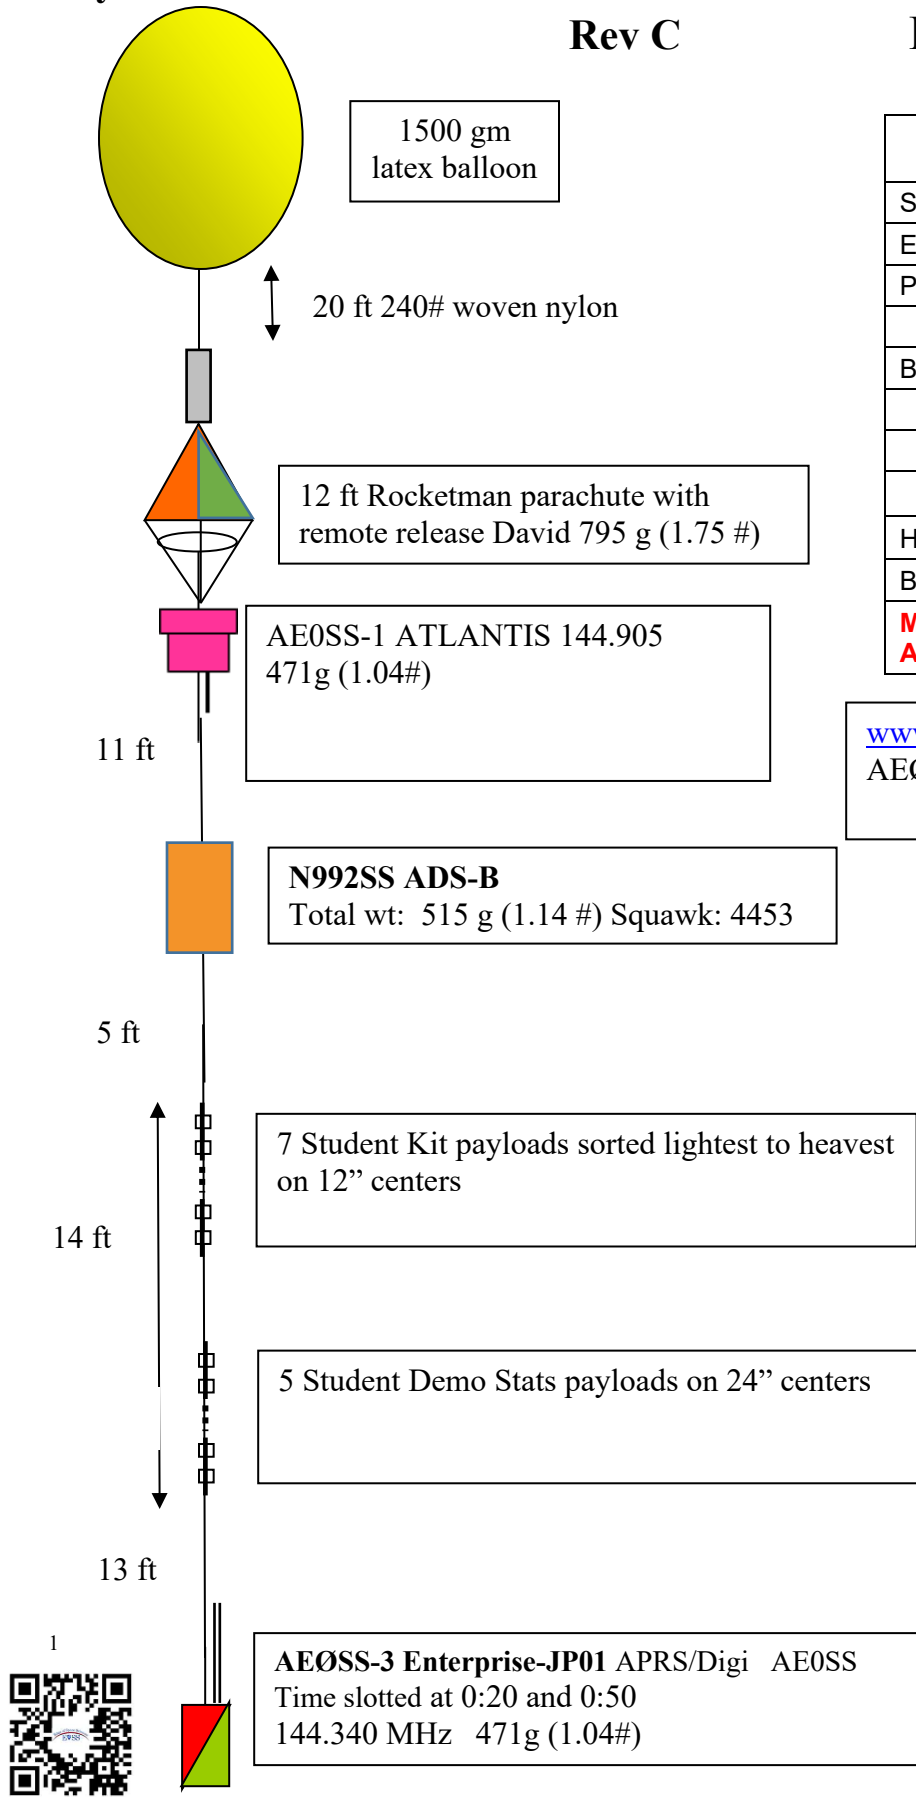 Rev C
1500 gm
latex balloon
20 ft 240# woven nylon
12 ft Rocketman parachute with
remote release David 795 g (1.75 #)
AE0SS-1 ATLANTIS 144.905
471g (1.04#)
11 ft
N992SS ADS-B
Total wt:  515 g (1.14 #) Squawk: 4453
5 ft
7 Student Kit payloads sorted lightest to heavest
on 12” centers
14 ft
5 Student Demo Stats payloads on 24” centers
13 ft
1
AEØSS-3 Enterprise-JP01 APRS/Digi   AE0SS
Time slotted at 0:20 and 0:50
144.340 MHz   471g (1.04#)
S
E
P
B
H
B
M
A
www
AEØ